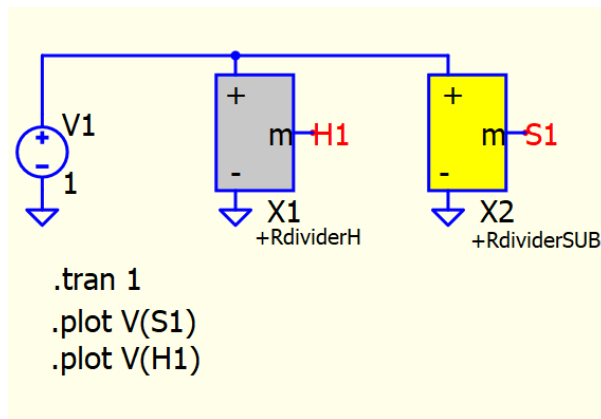 V1
1
+
m
-
H1
X1
+RdividerH
+
m
-
S1
X2
+RdividerSUB
.tran 1
.plot V(S1)
.plot V(H1)